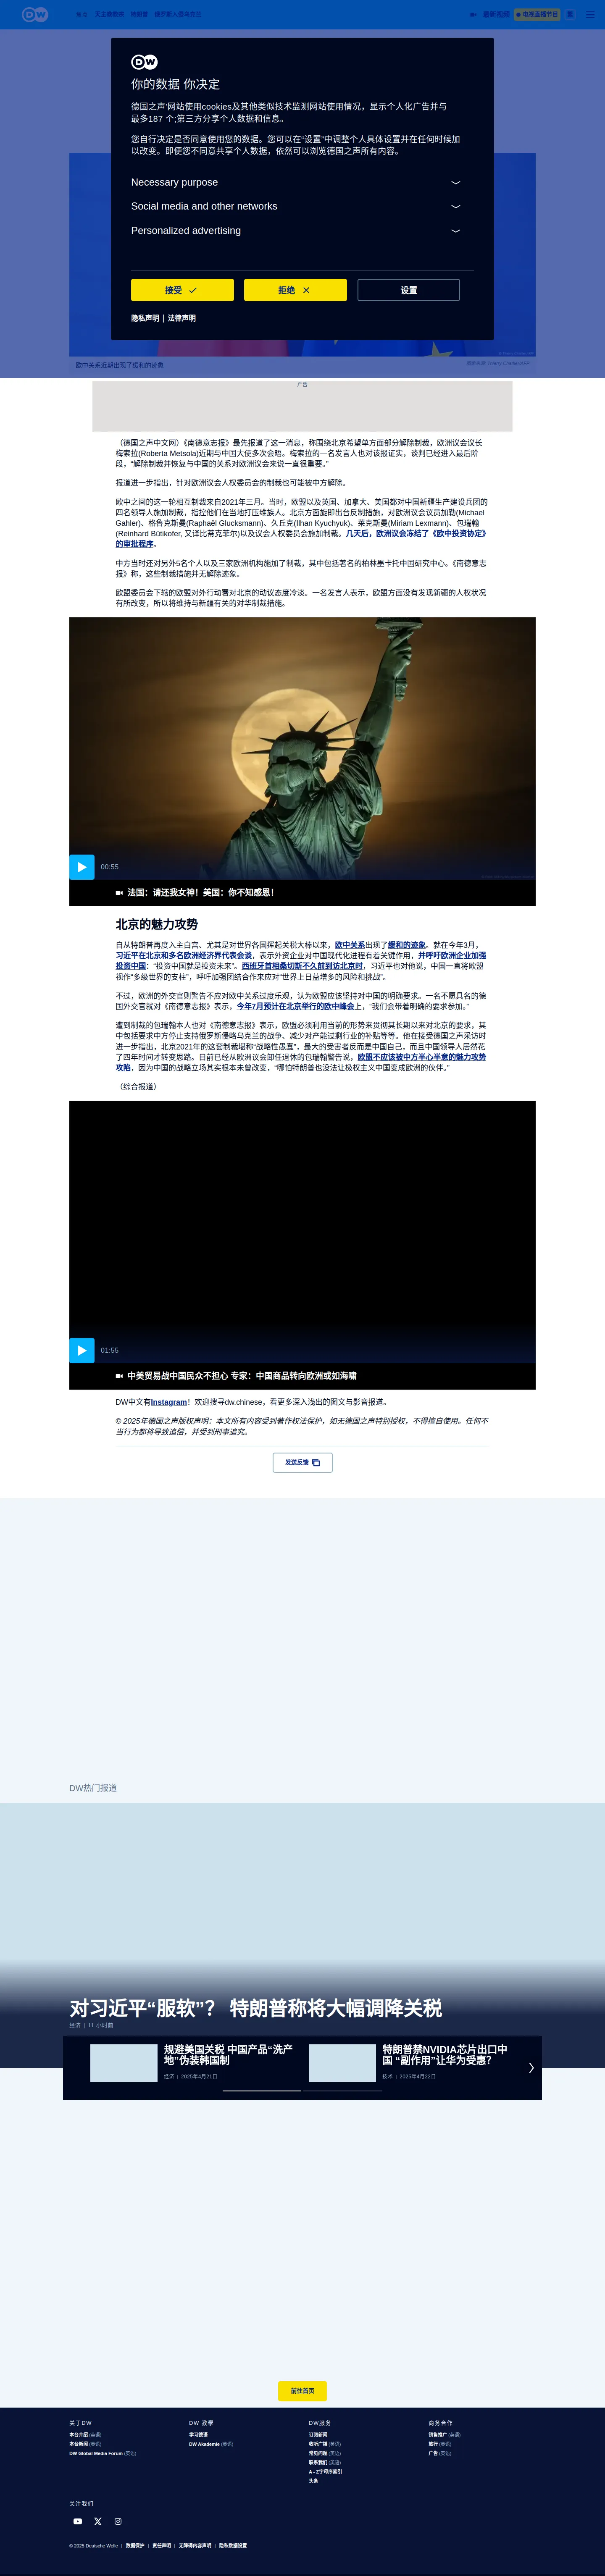 最新视频
电视直播节目
DW
你的数据 你决定
德国之声'网站使用cookies及其他类似技术监测网站使用情况，显示个人化广告并与
最多187 个;第三方分享个人数据和信息。
您自行决定是否同意使用您的数据。您可以在“设置”中调整个人具体设置并在任何时候加
以改变。即便您不同意共享个人数据，依然可以浏览德国之声所有内容。
Necessary purpose
Social media and other networks
Personalized advertising
接受
拒绝
设置
隐私声明 | 法律声明
欧中关系近期出现了缓和的迹象
广告
（德国之声中文网）《南德意志报》最先报道了这一消息，称围绕北京希望单方面部分解除制裁，欧洲议会议长
梅索拉(Roberta Metsola)近期与中国大使多次会晤。梅索拉的一名发言人也对该报证实，谈判已经进入最后阶
段，“解除制裁并恢复与中国的关系对欧洲议会来说一直很重要。”
报道进一步指出，针对欧洲议会人权委员会的制裁也可能被中方解除。
欧中之间的这一轮相互制裁来自2021年三月。当时，欧盟以及英国、加拿大、美国都对中国新疆生产建设兵团的
四名领导人施加制裁，指控他们在当地打压维族人。北京方面旋即出台反制措施，对欧洲议会议员加勒(Michael
Gahler)、格鲁克斯曼(Raphaël Glucksmann)、久丘克(Ilhan Kyuchyuk)、莱克斯曼(Miriam Lexmann)、包瑞翰
(Reinhard Bütikofer, 又译比蒂克菲尔)以及议会人权委员会施加制裁。几天后，欧洲议会冻结了《欧中投资协定》
的审批程序。
中方当时还对另外5名个人以及三家欧洲机构施加了制裁，其中包括著名的柏林墨卡托中国研究中心。《南德意志
报》称，这些制裁措施并无解除迹象。
欧盟委员会下辖的欧盟对外行动署对北京的动议态度冷淡。一名发言人表示，欧盟方面没有发现新疆的人权状况
有所改变，所以将维持与新疆有关的对华制裁措施。
00:55
法国：请还我女神！美国：你不知感恩！
北京的魅力攻势
自从特朗普再度入主白宫、尤其是对世界各国挥起关税大棒以来，欧中关系出现了缓和的迹象。就在今年3月，
习近平在北京和多名欧洲经济界代表会谈，表示外资企业对中国现代化进程有着关键作用，并呼吁欧洲企业加强
投资中国：“投资中国就是投资未来”。西班牙首相桑切斯不久前到访北京时，习近平也对他说，中国一直将欧盟
视作“多级世界的支柱”，呼吁加强团结合作来应对“世界上日益增多的风险和挑战”。
不过，欧洲的外交官则警告不应对欧中关系过度乐观，认为欧盟应该坚持对中国的明确要求。一名不愿具名的德
国外交官就对《南德意志报》表示，今年7月预计在北京举行的欧中峰会上，“我们会带着明确的要求参加。”
遭到制裁的包瑞翰本人也对《南德意志报》表示，欧盟必须利用当前的形势来贯彻其长期以来对北京的要求，其
中包括要求中方停止支持俄罗斯侵略乌克兰的战争、减少对产能过剩行业的补贴等等。他在接受德国之声采访时
进一步指出，北京2021年的这套制裁堪称“战略性愚蠢”，最大的受害者反而是中国自己，而且中国领导人居然花
了四年时间才转变思路。目前已经从欧洲议会卸任退休的包瑞翰警告说，欧盟不应该被中方半心半意的魅力攻势
攻陷，因为中国的战略立场其实根本未曾改变，“哪怕特朗普也没法让极权主义中国变成欧洲的伙伴。”
（综合报道）
01:55
中美贸易战中国民众不担心 专家：中国商品转向欧洲或如海啸
DW中文有Instagram！欢迎搜寻dw.chinese，看更多深入浅出的图文与影音报道。
© 2025年德国之声版权声明：本文所有内容受到著作权法保护，如无德国之声特别授权，不得擅自使用。任何不
当行为都将导致追偿，并受到刑事追究。
发送反馈
DW热门报道
对习近平“服软”？ 特朗普称将大幅调降关税
经济 | 11 小时前
规避美国关税 中国产品“洗产
地”伪装韩国制
经济 | 2025年4月21日
特朗普禁NVIDIA芯片出口中
国 “副作用”让华为受惠？
技术 | 2025年4月22日
前往首页
关于DW
本台介绍 (英语)
本台新闻 (英语)
DW Global Media Forum (英语)
DW 教學
学习德语
DW Akademie (英语)
DW服务
订阅新闻
收听广播 (英语)
常见问题 (英语)
联系我们 (英语)
A - Z字母序索引
头条
商务合作
销售推广 (英语)
旅行 (英语)
广告 (英语)
关注我们
© 2025 Deutsche Welle | 数据保护 | 责任声明 | 无障碍内容声明 | 隐私数据设置